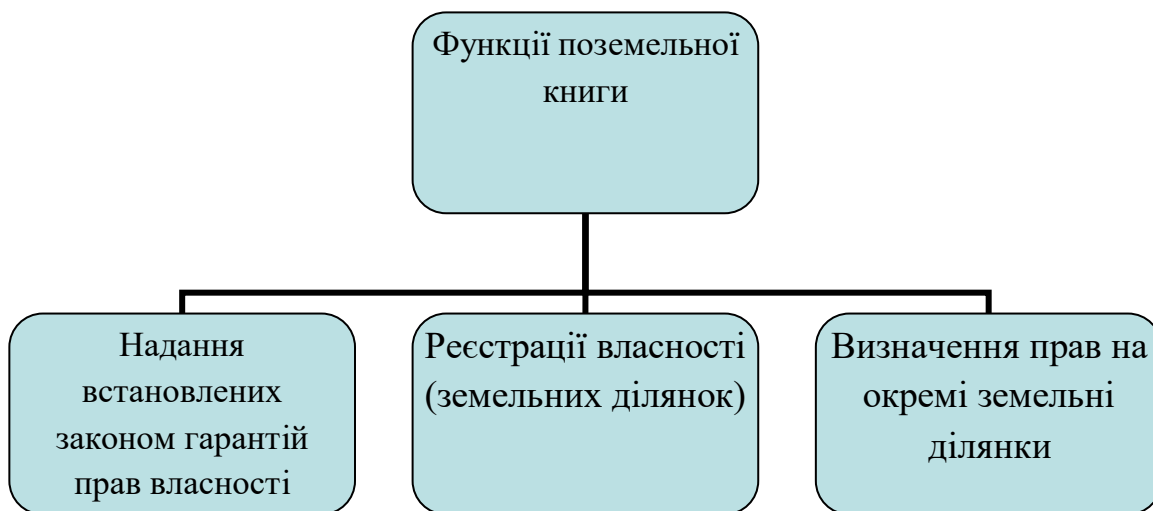 Функції поземельної
книги
Надання
встановлених
законом гарантій
прав власності
Реєстрації власності
(земельних ділянок)
Визначення прав на
окремі земельні
ділянки